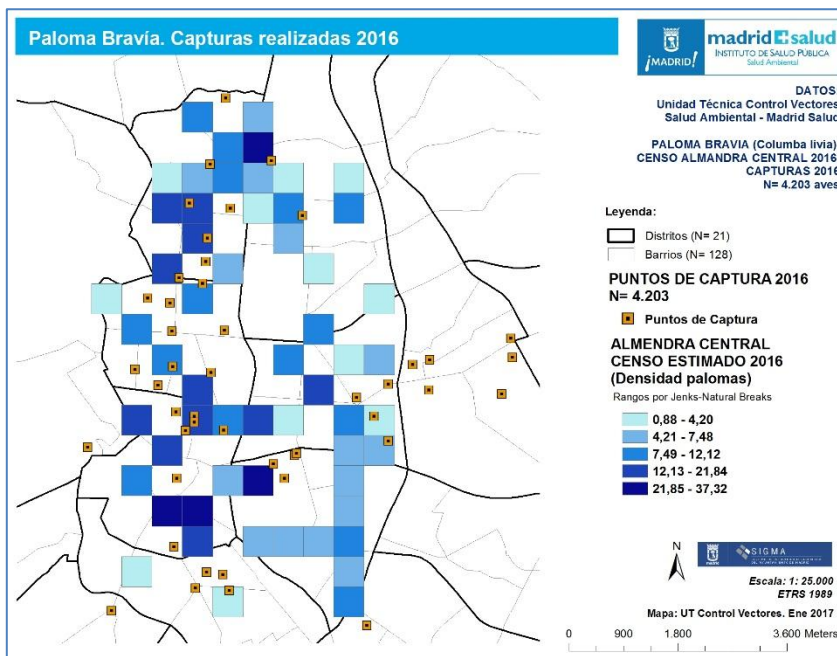 Paloma Bravía. Capturas realizadas 2016
¡MADRID!
madrid+salud
INSTITUTO DE SALUD PÚBLICA
Salud Ambiental
DATOS
Unidad Técnica Control Vectores
Salud Ambiental - Madrid Salud
PALOMA BRAVIA (Columba livia)
CENSO ALMANDRA CENTRAL 2016
CAPTURAS 2016
N= 4.203 aves
Leyenda:
Distritos (N= 21)
Barrios (N= 128)
PUNTOS DE CAPTURA 2016
N= 4.203
Puntos de Captura
ALMENDRA CENTRAL
CENSO ESTIMADO 2016
(Densidad palomas)
Rangos por Jenks-Natural Breaks
0,88 - 4,20
4,21 - 7,48
7,49 - 12,12
12,13 - 21,84
21,85 - 37,32
N
SIGMA
Escala: 1: 25.000
ETRS 1989
Mapa: UT Control Vectores. Ene 2017
0 900 1.800 3.600 Meters